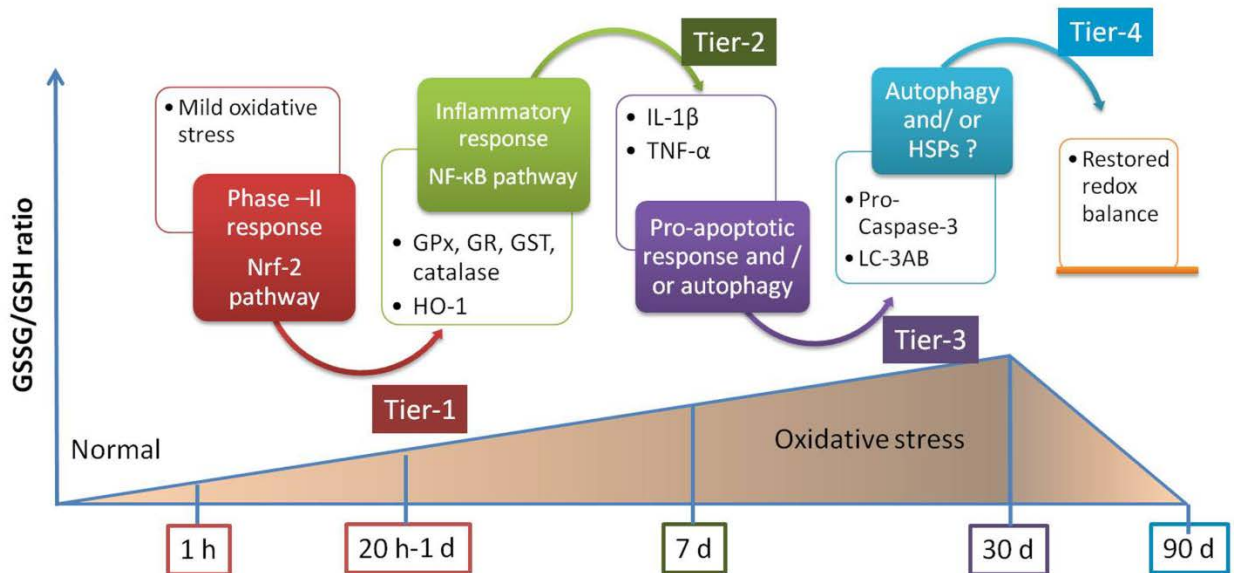 GSSG/GSH ratio
• Mild oxidative
stress
Phase –II
response
Nrf-2
pathway
Tier-1
Inflammatory
response
NF-κB pathway
• GPx, GR, GST,
catalase
• HO-1
Tier-2
• IL-1β
• TNF-α
Pro-apoptotic
response and /
or autophagy
Tier-3
Autophagy
and/ or
HSPs ?
• Pro-
Caspase-3
• LC-3AB
Tier-4
• Restored
redox
balance
Normal
Oxidative stress
1 h
20 h-1 d
7 d
30 d
90 d